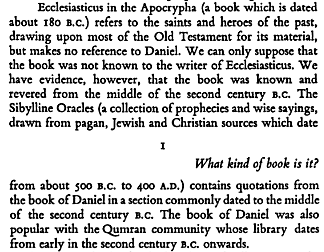 Ecclesiasticus in the Apocrypha (a book which is dated
about 180 B.C.) refers to the saints and heroes of the past,
drawing upon most of the Old Testament for its material,
but makes no reference to Daniel. We can only suppose that
the book was not known to the writer of Ecclesiasticus. We
have evidence, however, that the book was known and
revered from the middle of the second century B.C. The
Sibylline Oracles (a collection of prophecies and wise sayings,
drawn from pagan, Jewish and Christian sources which date
1
What kind of book is it?
from about 500 B.C. to 400 A.D.) contains quotations from
the book of Daniel in a section commonly dated to the middle
of the second century B.C. The book of Daniel was also
popular with the Qumran community whose library dates
from early in the second century B.C. onwards.